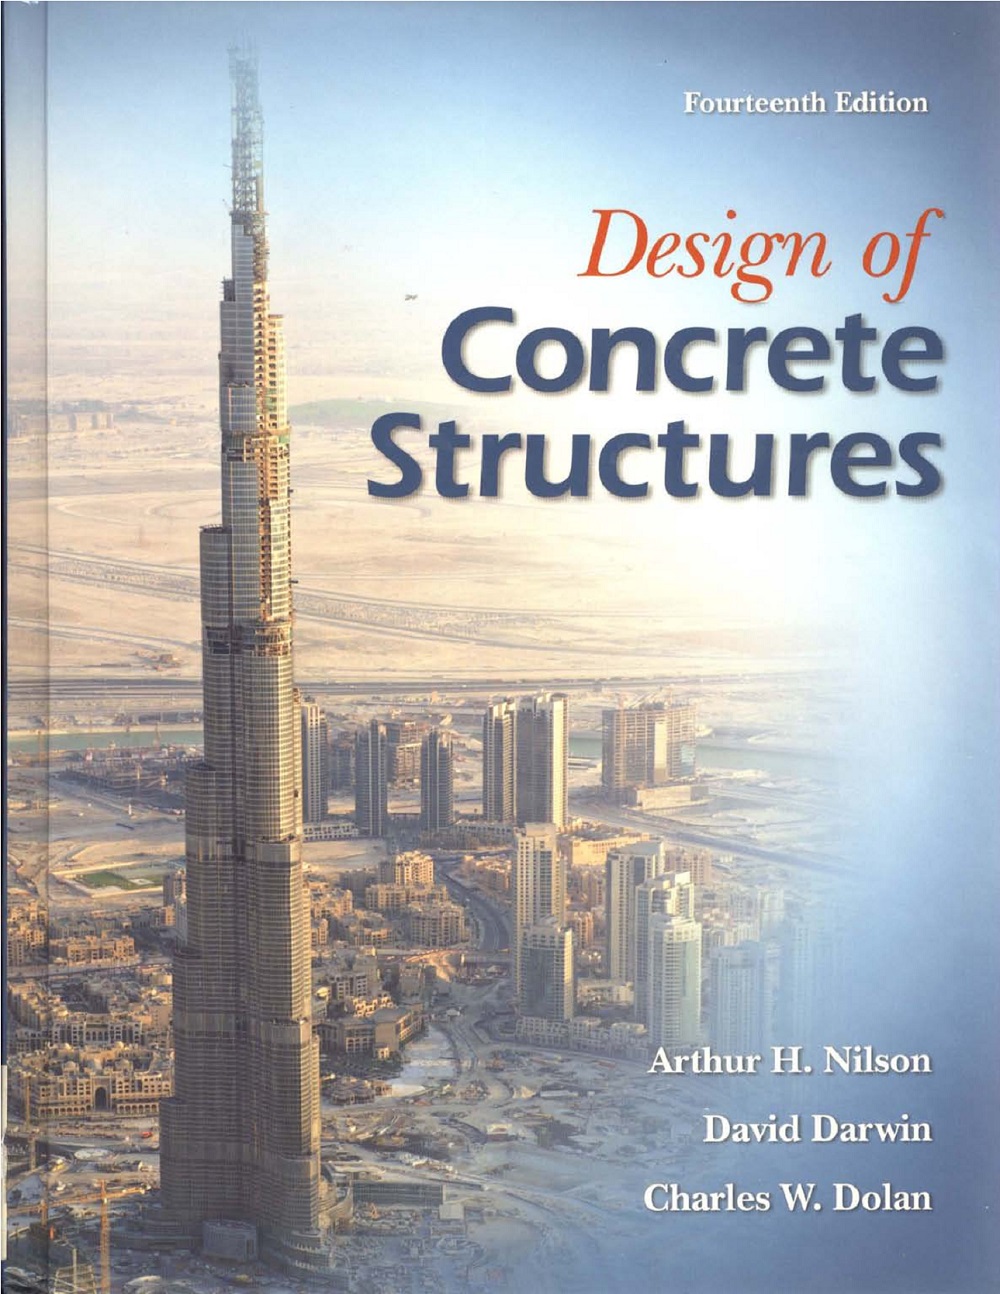 Fourteenth Edition
Design of
Concrete
Structures
Arthur H. Nilson
David Darwin
Charles W. Dolan